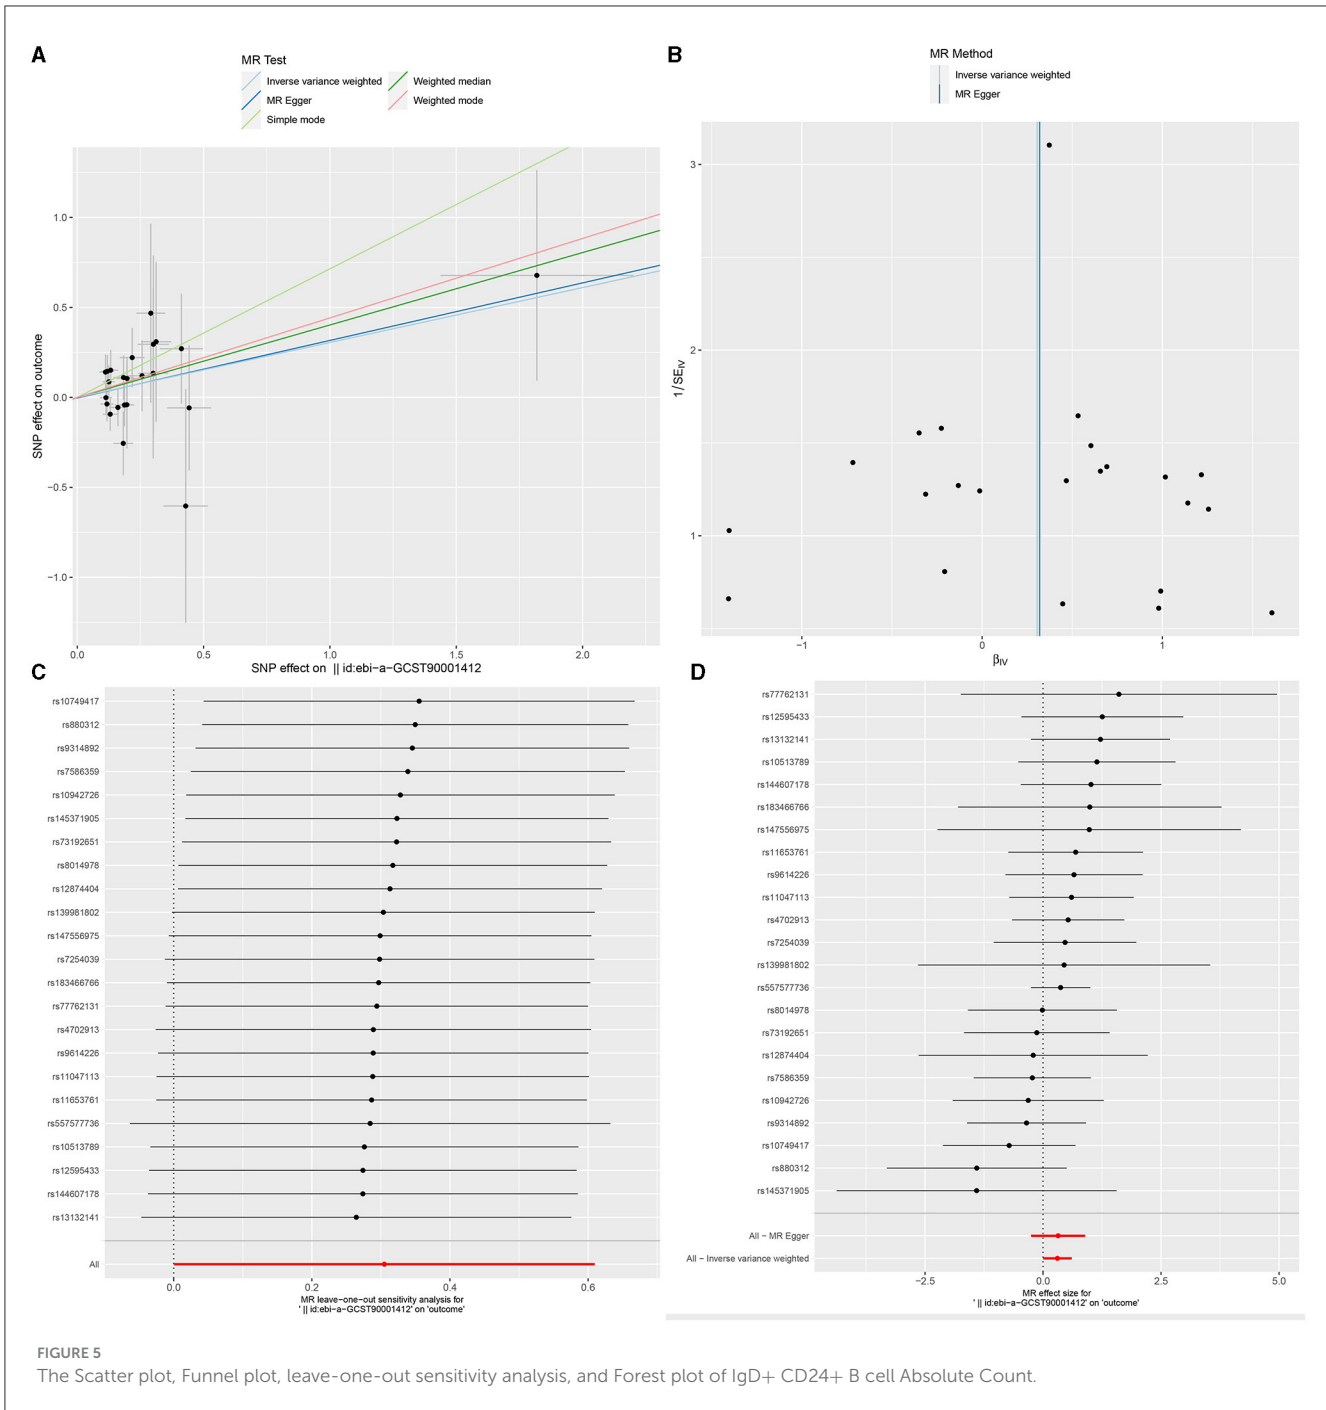 A
MR Test
Inverse variance weighted
Weighted median
MR Egger
Weighted mode
Simple mode
SNP effect on outcome
1.0
0.5
0.0
−0.5
−1.0
0.0
0.5
1.0
1.5
2.0
SNP effect on  || id:ebi−a−GCST90001412
B
MR Method
Inverse variance weighted
MR Egger
1/SEIV
3
2
1
−1
0
1
βIV
C
rs10749417
rs880312
rs9314892
rs7586359
rs10942726
rs145371905
rs73192651
rs8014978
rs12874404
rs139981802
rs147556975
rs7254039
rs183466766
rs77762131
rs4702913
rs9614226
rs11047113
rs11653761
rs557577736
rs10513789
rs12595433
rs144607178
rs13132141
All
0.0
0.2
0.4
0.6
MR leave−one−out sensitivity analysis for
' || id:ebi−a−GCST90001412' on 'outcome'
D
rs77762131
rs12595433
rs13132141
rs10513789
rs144607178
rs183466766
rs147556975
rs11653761
rs9614226
rs11047113
rs4702913
rs7254039
rs139981802
rs557577736
rs8014978
rs73192651
rs12874404
rs7586359
rs10942726
rs9314892
rs10749417
rs880312
rs145371905
All − MR Egger
All − Inverse variance weighted
−2.5
0.0
2.5
5.0
MR effect size for
' || id:ebi−a−GCST90001412' on 'outcome'
FIGURE 5
The Scatter plot, Funnel plot, leave-one-out sensitivity analysis, and Forest plot of IgD+ CD24+ B cell Absolute Count.